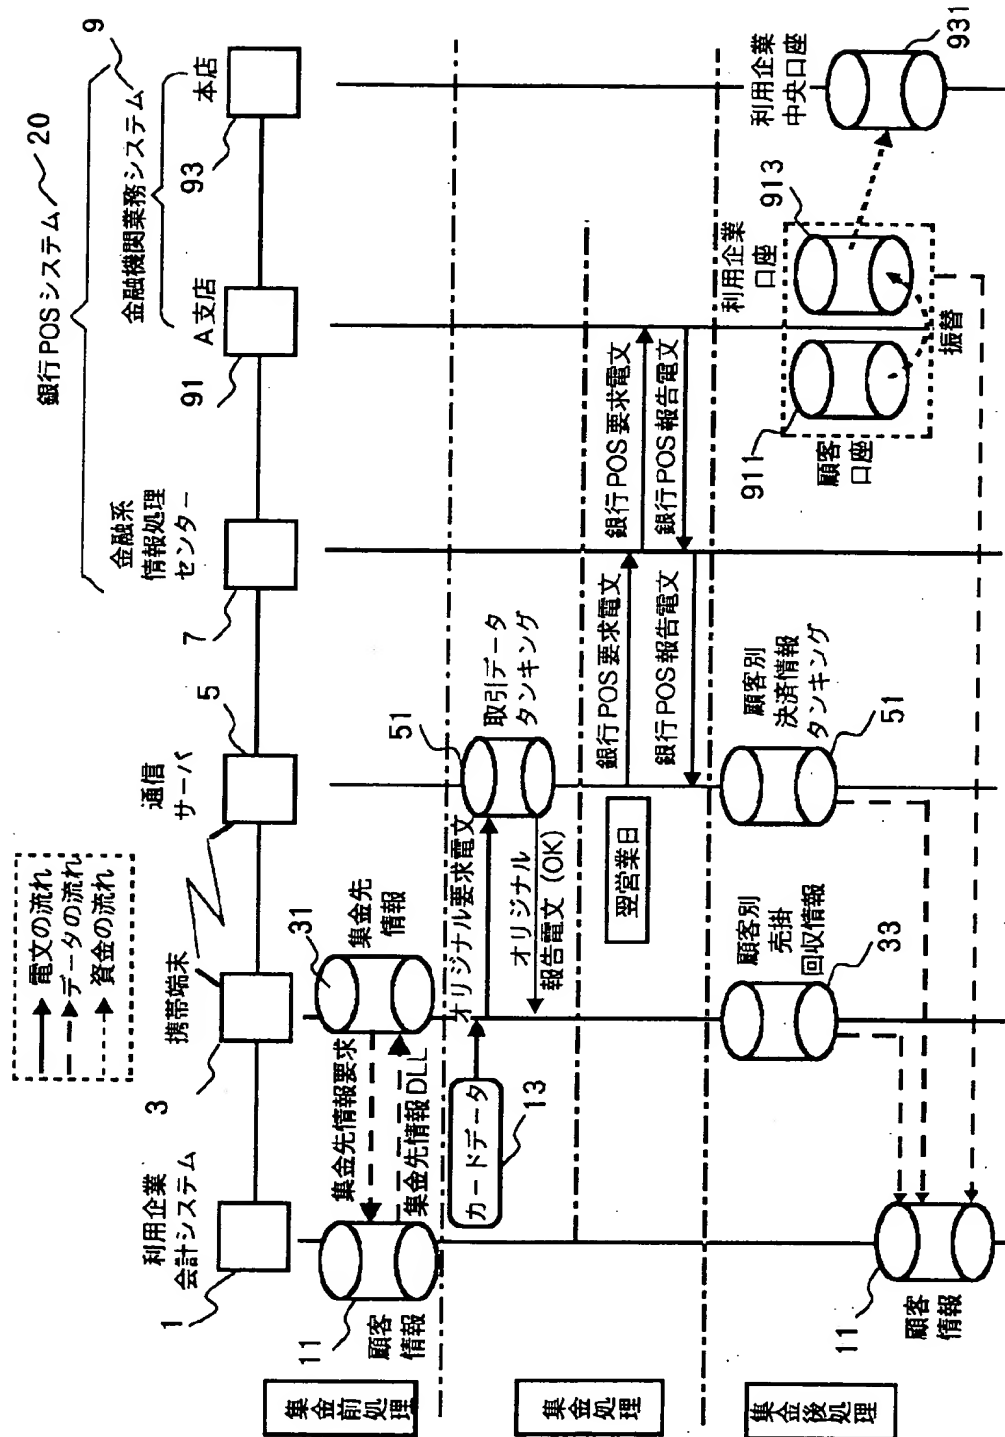 電文の流れ
データの流れ
資金の流れ
銀行POSシステム
20
金融機関業務システム
9
利用企業
会計システム
1
携帯端末
3
通信
サーバ
5
金融系
情報処理
センター
7
A支店
91
本店
93
集金前処理
11
顧客
情報
集金先情報要求
集金先情報DLL
31
集金先
情報
集金処理
カードデータ
13
オリジナル要求電文
オリジナル
報告電文 (OK)
51
取引データ
タンキング
翌営業日
銀行POS要求電文
銀行POS報告電文
銀行POS要求電文
銀行POS報告電文
集金後処理
11
顧客
情報
顧客別
売掛
回収情報
33
顧客別
決済情報
タンキング
51
911
顧客
口座
利用企業
口座
913
振替
利用企業
中央口座
931